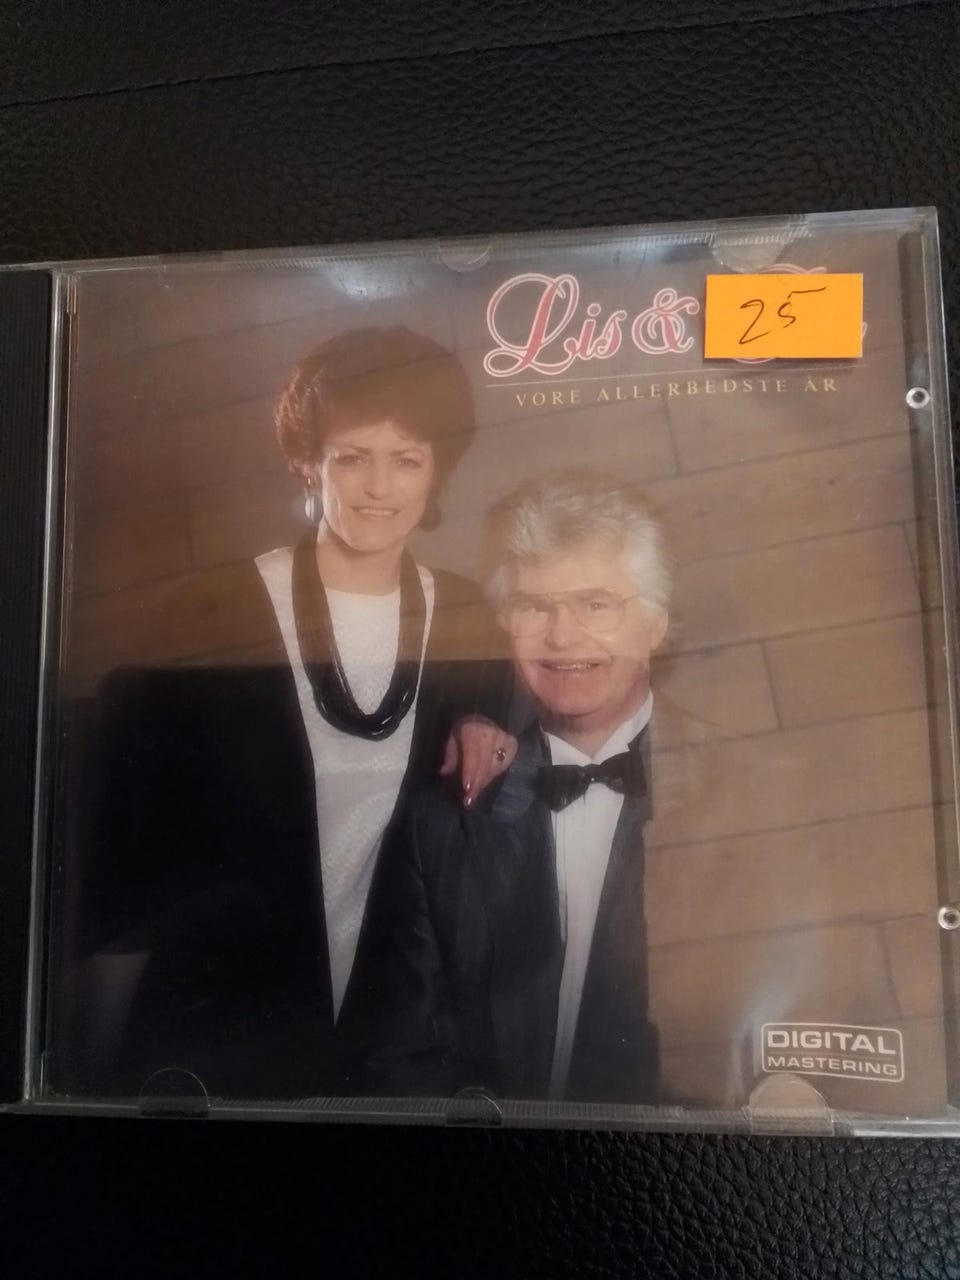 Lis &
25
VORE ALLERBEDSTE ÅR
DIGITAL
MASTERING